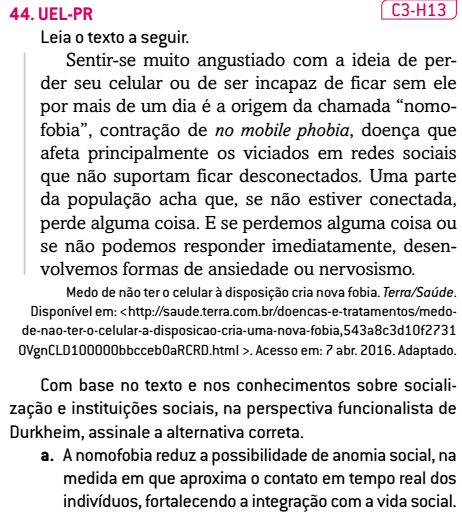 44. UEL-PR
C3-H13
Leia o texto a seguir.
Sentir-se muito angustiado com a ideia de per-
der seu celular ou de ser incapaz de ficar sem ele
por mais de um dia é a origem da chamada “nomo-
fobia”, contração de no mobile phobia, doença que
afeta principalmente os viciados em redes sociais
que não suportam ficar desconectados. Uma parte
da população acha que, se não estiver conectada,
perde alguma coisa. E se perdemos alguma coisa ou
se não podemos responder imediatamente, desen-
volvemos formas de ansiedade ou nervosismo.
Medo de não ter o celular à disposição cria nova fobia. Terra/Saúde.
Disponível em: <http://saude.terra.com.br/doencas-e-tratamentos/medo-
de-nao-ter-o-celular-a-disposicao-cria-uma-nova-fobia,543a8c3d10f2731
0VgnCLD100000bbcceb0aRCRD.html >. Acesso em: 7 abr. 2016. Adaptado.
Com base no texto e nos conhecimentos sobre sociali-
zação e instituições sociais, na perspectiva funcionalista de
Durkheim, assinale a alternativa correta.
a. A nomofobia reduz a possibilidade de anomia social, na
medida em que aproxima o contato em tempo real dos
indivíduos, fortalecendo a integração com a vida social.